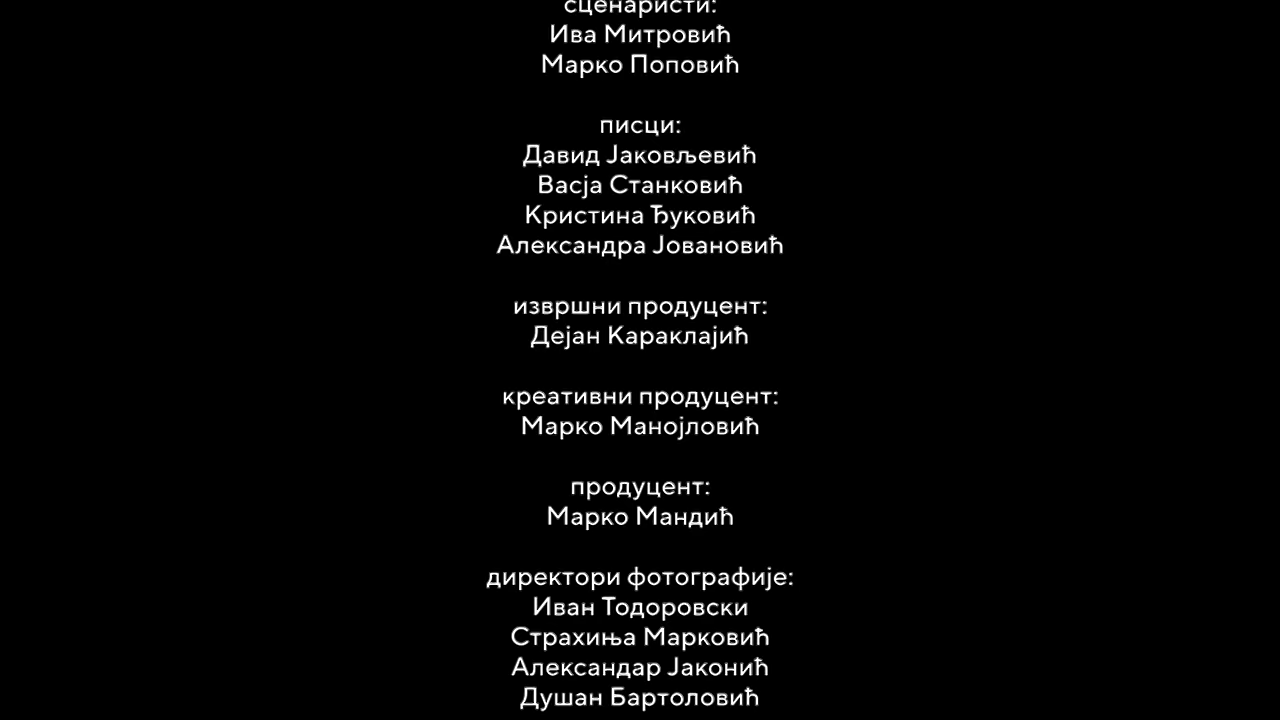 сценаристи:
Ива Митровић
Марко Поповић
писци:
Давид Јаковљевић
Васја Станковић
Кристина Ђуковић
Александра Јовановић
извршни продуцент:
Дејан Караклајић
креативни продуцент:
Марко Манојловић
продуцент:
Марко Мандић
директори фотографије:
Иван Тодоровски
Страхиња Марковић
Александар Јаконић
Душан Бартоловић